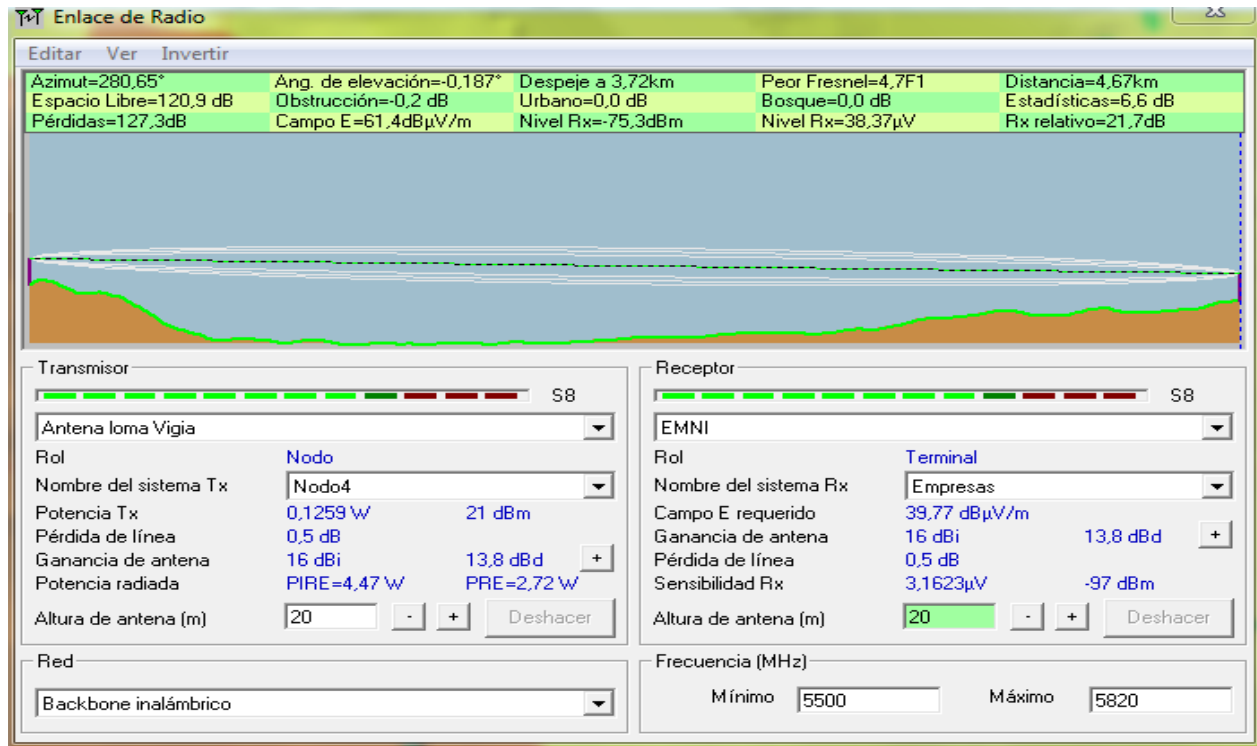 Enlace de Radio
Editar Ver Invertir
Azimut=280,65° Ang. de elevación=-0,187° Despeje a 3,72km Peor Fresnel=4,7F1 Distancia=4,67km
Espacio Libre=120,9 dB Obstrucción=-0,2 dB Urbano=0,0 dB Bosque=0,0 dB Estadísticas=6,6 dB
Pérdidas=127,3dB Campo E=61,4dBµV/m Nivel Rx=-75,3dBm Nivel Rx=38,37µV Rx relativo=21,7dB
Transmisor
S8
Antena loma Vigia
Rol Nodo
Nombre del sistema Tx Nodo4
Potencia Tx 0,1259 W 21 dBm
Pérdida de línea 0,5 dB
Ganancia de antena 16 dBi 13,8 dBd +
Potencia radiada PIRE=4,47 W PRE=2,72 W
Altura de antena (m) 20 - + Deshacer
Receptor
S8
EMNI
Rol Terminal
Nombre del sistema Rx Empresas
Campo E requerido 39,77 dBµV/m
Ganancia de antena 16 dBi 13,8 dBd +
Pérdida de línea 0,5 dB
Sensibilidad Rx 3,1623µV -97 dBm
Altura de antena (m) 20 - + Deshacer
Red
Backbone inalámbrico
Frecuencia (MHz)
Mínimo 5500 Máximo 5820